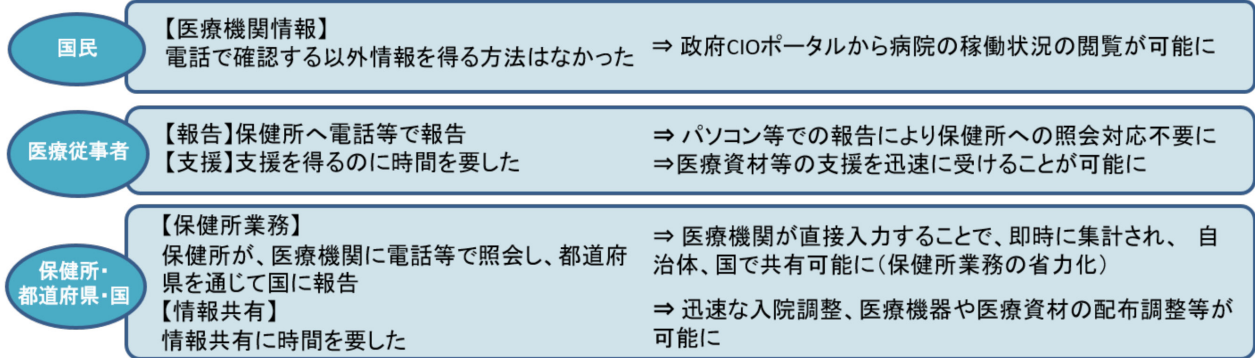 国民
【医療機関情報】
電話で確認する以外情報を得る方法はなかった
⇒ 政府CIOポータルから病院の稼働状況の閲覧が可能に
医療従事者
【報告】保健所へ電話等で報告
【支援】支援を得るのに時間を要した
⇒ パソコン等での報告により保健所への照会対応不要に
⇒医療資材等の支援を迅速に受けることが可能に
保健所・
都道府県・国
【保健所業務】
保健所が、医療機関に電話等で照会し、都道府
県を通じて国に報告
【情報共有】
情報共有に時間を要した
⇒ 医療機関が直接入力することで、即時に集計され、 自
治体、国で共有可能に(保健所業務の省力化)
⇒ 迅速な入院調整、医療機器や医療資材の配布調整等が
可能に